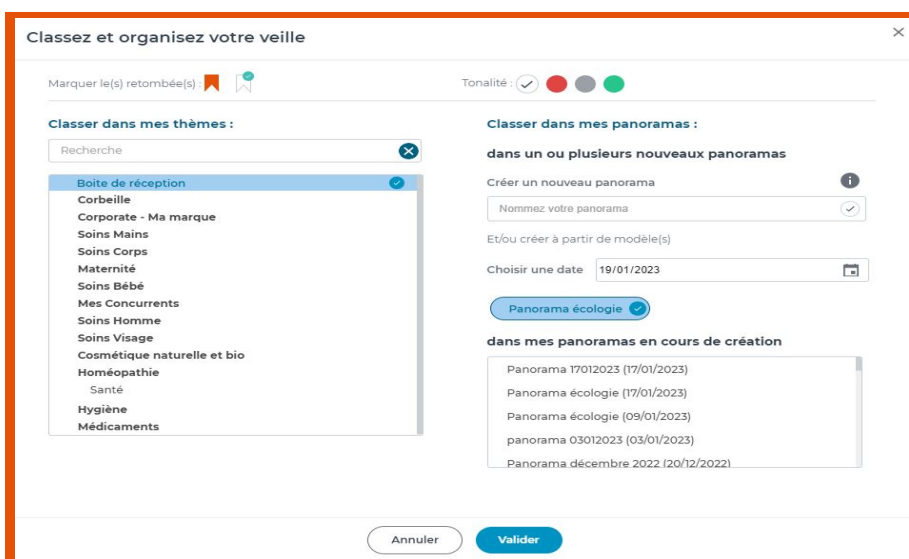 Classez et organisez votre veille
Marquer le(s) retombée(s) :
Tonalité :
Classer dans mes thèmes :
Recherche
Boite de réception
Corbeille
Corporate - Ma marque
Soins Mains
Soins Corps
Maternité
Soins Bébé
Mes Concurrents
Soins Homme
Soins Visage
Cosmétique naturelle et bio
Homéopathie
Santé
Hygiène
Médicaments
Classer dans mes panoramas :
dans un ou plusieurs nouveaux panoramas
Créer un nouveau panorama
Nommez votre panorama
Et/ou créer à partir de modèle(s)
Choisir une date 19/01/2023
Panorama écologie
dans mes panoramas en cours de création
Panorama 17012023 (17/01/2023)
Panorama écologie (17/01/2023)
Panorama écologie (09/01/2023)
panorama 03012023 (03/01/2023)
Panorama décembre 2022 (20/12/2022)
Annuler
Valider